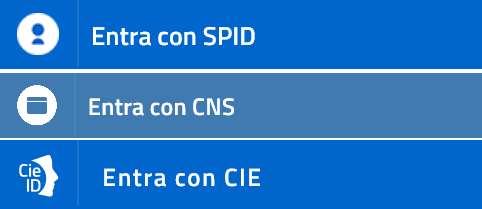 Entra con SPID
Entra con CNS
Cie
ID
Entra con CIE